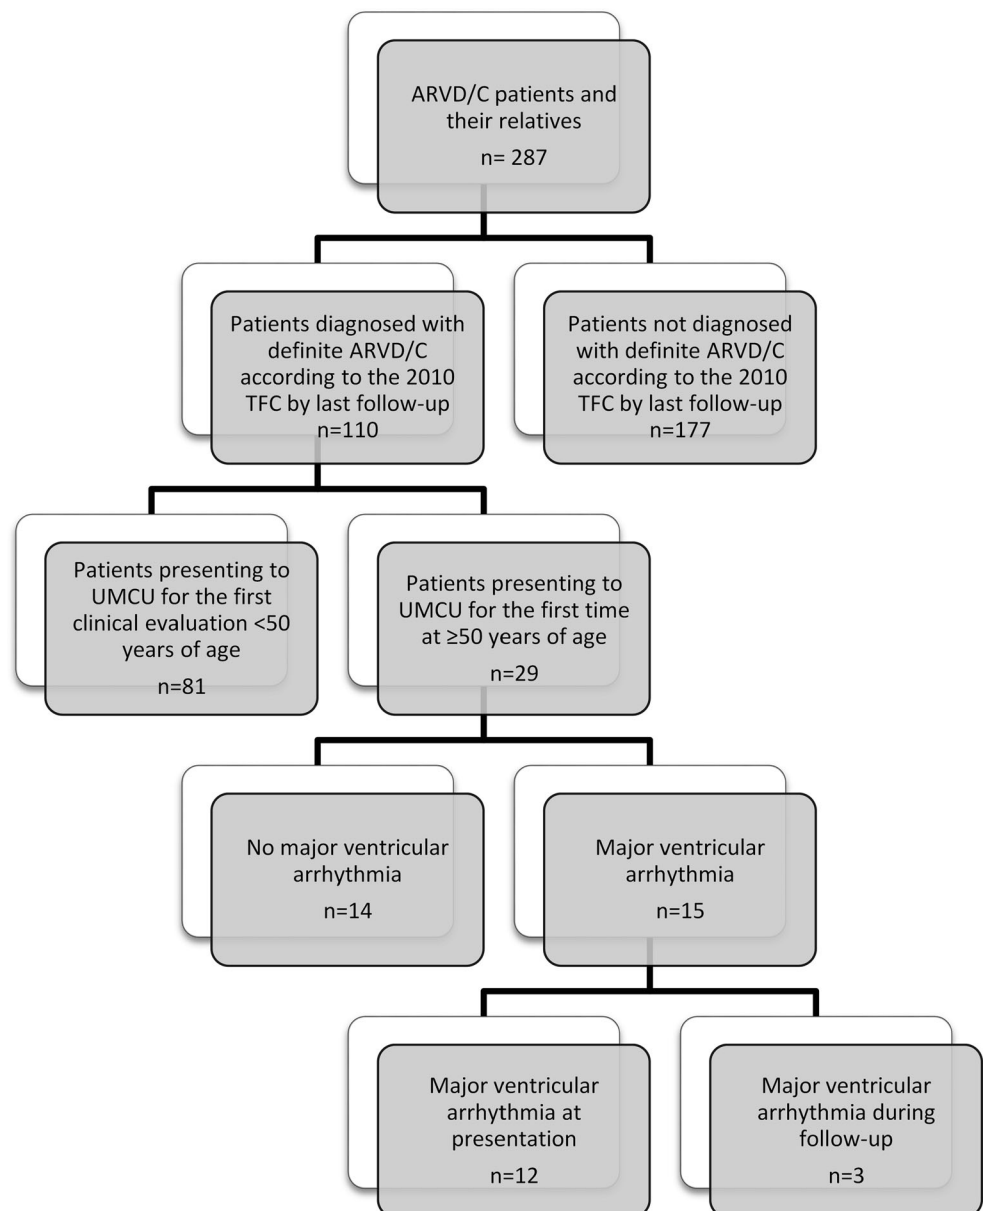 ARVD/C patients and
their relatives
n= 287
Patients diagnosed with
definite ARVD/C
according to the 2010
TFC by last follow-up
n=110
Patients not diagnosed
with definite ARVD/C
according to the 2010
TFC by last follow-up
n=177
Patients presenting to
UMCU for the first
clinical evaluation <50
years of age
n=81
Patients presenting to
UMCU for the first time
at ≥50 years of age
n=29
No major ventricular
arrhythmia
n=14
Major ventricular
arrhythmia
n=15
Major ventricular
arrhythmia at
presentation
n=12
Major ventricular
arrhythmia during
follow-up
n=3